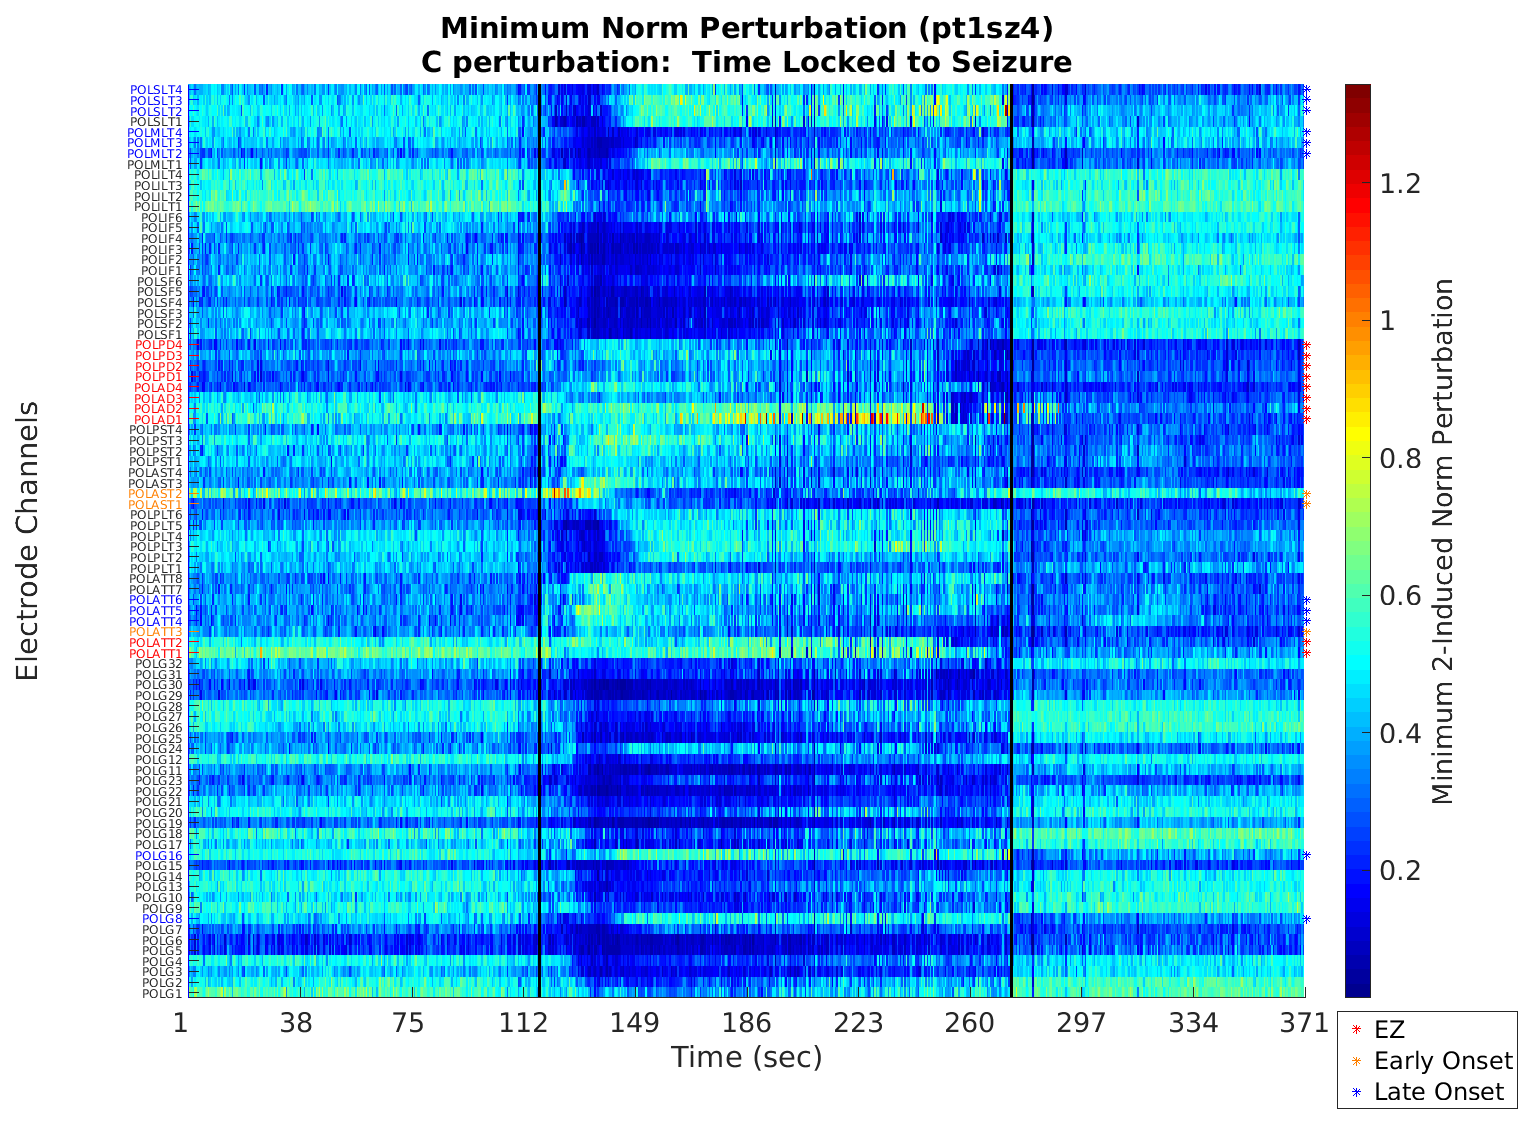 Minimum Norm Perturbation (pt1sz4)
C perturbation:  Time Locked to Seizure
Electrode Channels
POLSLT4
POLSLT3
POLSLT2
POLSLT1
POLMLT4
POLMLT3
POLMLT2
POLMLT1
POLILT4
POLILT3
POLILT2
POLILT1
POLIF6
POLIF5
POLIF4
POLIF3
POLIF2
POLIF1
POLSF6
POLSF5
POLSF4
POLSF3
POLSF2
POLSF1
POLPD4
POLPD3
POLPD2
POLPD1
POLAD4
POLAD3
POLAD2
POLAD1
POLPST4
POLPST3
POLPST2
POLPST1
POLAST4
POLAST3
POLAST2
POLAST1
POLPLT6
POLPLT5
POLPLT4
POLPLT3
POLPLT2
POLPLT1
POLATT8
POLATT7
POLATT6
POLATT5
POLATT4
POLATT3
POLATT2
POLATT1
POLG32
POLG31
POLG30
POLG29
POLG28
POLG27
POLG26
POLG25
POLG24
POLG12
POLG11
POLG23
POLG22
POLG21
POLG20
POLG19
POLG18
POLG17
POLG16
POLG15
POLG14
POLG13
POLG10
POLG9
POLG8
POLG7
POLG6
POLG5
POLG4
POLG3
POLG2
POLG1
1 38 75 112 149 186 223 260 297 334 371
Time (sec)
1.2
1
0.8
0.6
0.4
0.2
Minimum 2-Induced Norm Perturbation
EZ
Early Onset
Late Onset